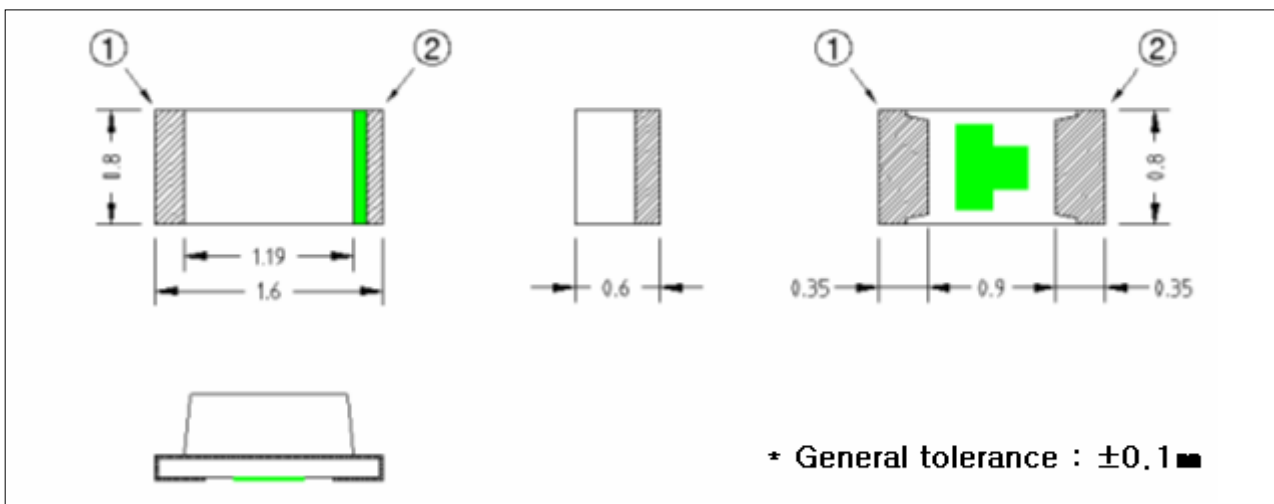 ① ② ① ②
0.8 0.8
1.19
1.6
0.6
0.35 0.9 0.35
* General tolerance : ±0.1㎜